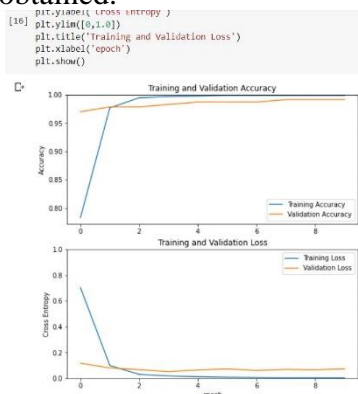 obtained.
plt.ylabel('Cross Entropy')
[16] plt.ylim([0,1.0])
plt.title('Training and Validation Loss')
plt.xlabel('epoch')
plt.show()
Training and Validation Accuracy
1.00
0.95
0.90
0.85
0.80
Accuracy
Training Accuracy
Validation Accuracy
0 2 4 6 8
Training and Validation Loss
1.0
0.8
0.6
0.4
0.2
0.0
Cross Entropy
Training Loss
Validation Loss
0 2 4 6 8
epoch